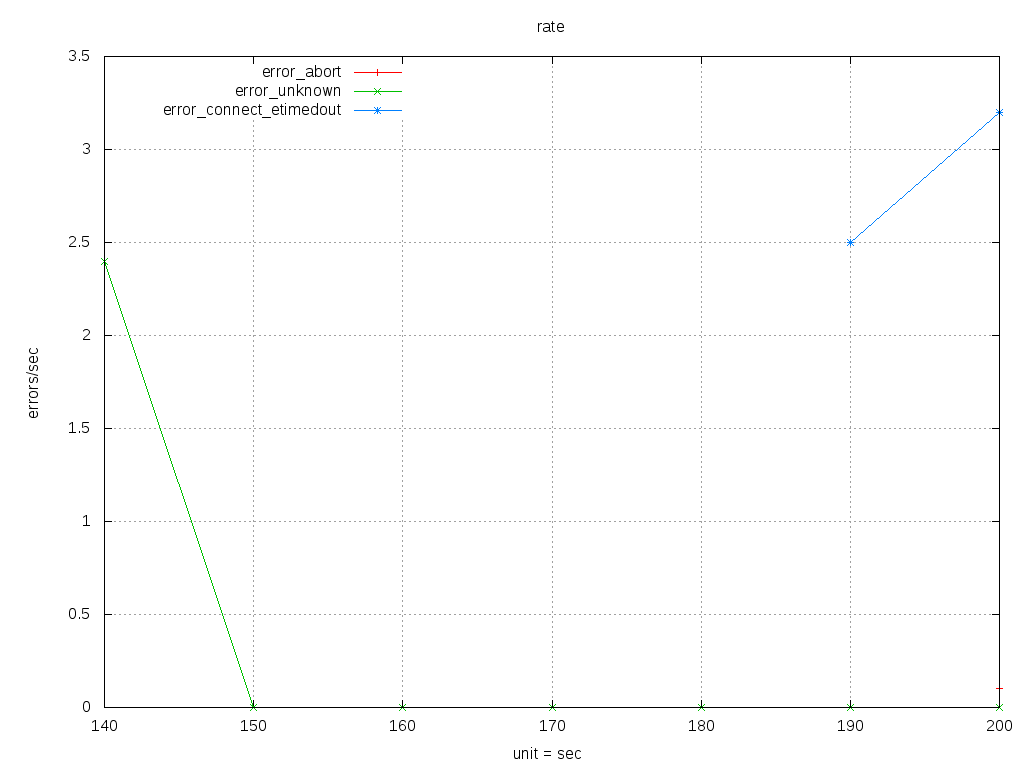 rate
3.5
error_abort
error_unknown
error_connect_etimedout
3
2.5
2
1.5
1
0.5
0
errors/sec
140 150 160 170 180 190 200
unit = sec